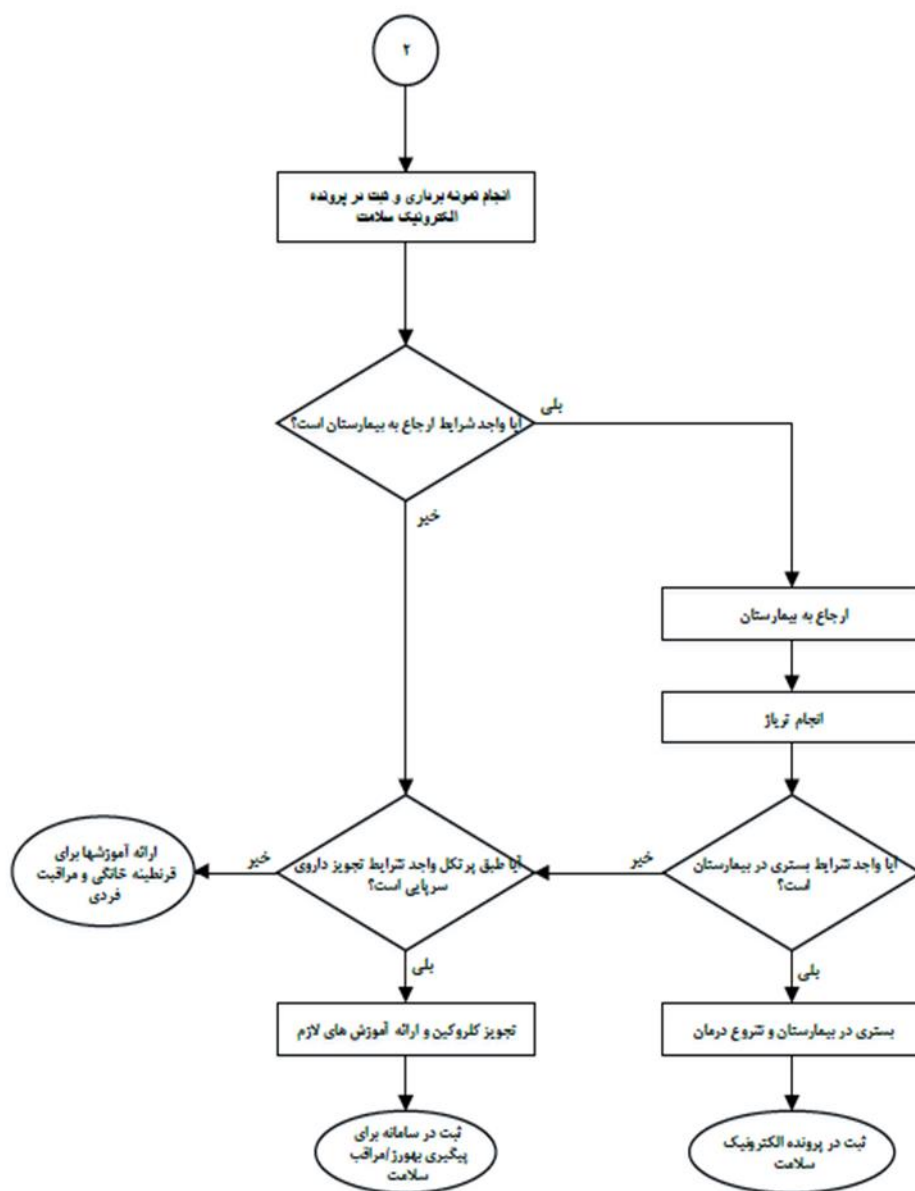 ۲
انجام نمونه برداری و ثبت در پرونده
الکترونیک سلامت
آیا واجد شرایط ارجاع به بیمارستان است؟
بلی
خیر
ارجاع به بیمارستان
انجام تریاژ
آیا واجد شرایط بستری در بیمارستان
است؟
خیر
بلی
آیا طبق پرتکل واجد شرایط تجویز داروی
سرپایی است؟
خیر
بلی
ارائه آموزشها برای
قرنطینه خانگی و مراقبت
فردی
تجویز کلروکین و ارائه آموزش های لازم
بستری در بیمارستان و شروع درمان
ثبت در سامانه برای
پیگیری بهورز/مراقب
سلامت
ثبت در پرونده الکترونیک
سلامت